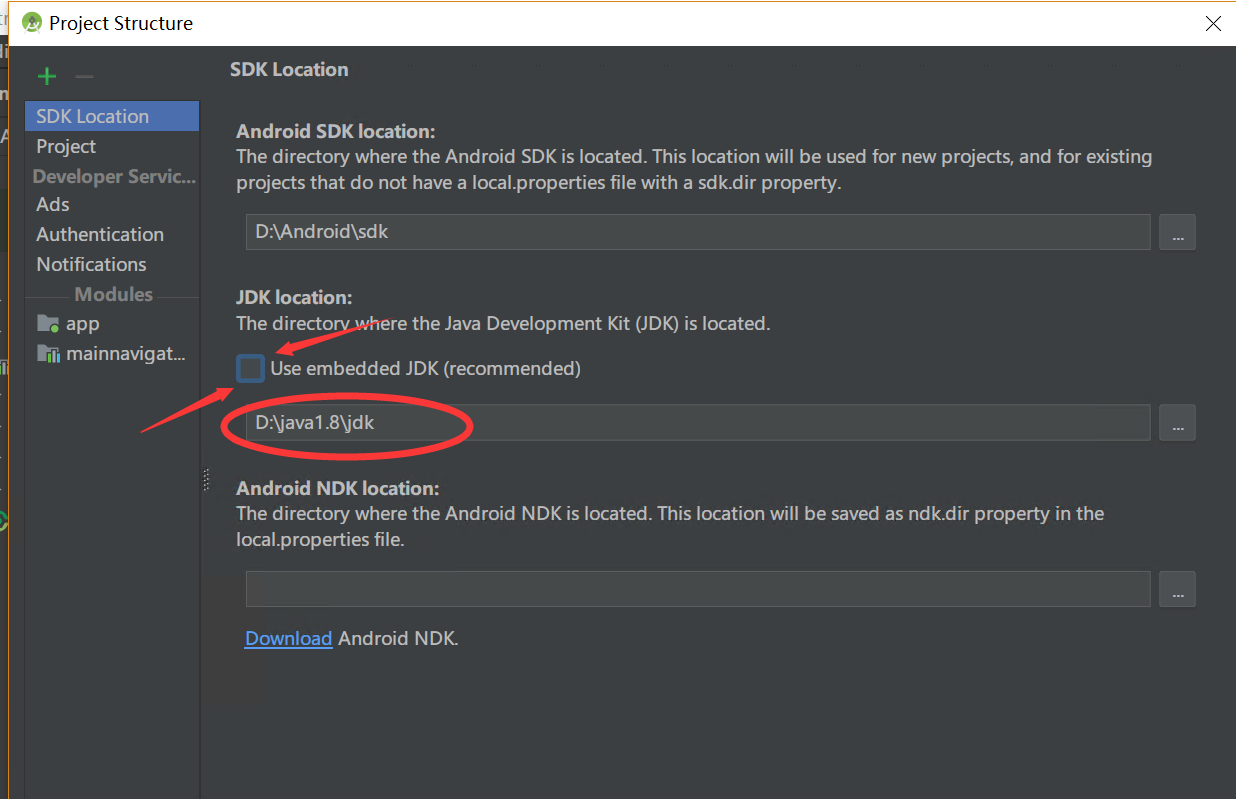 Project Structure
SDK Location
Project
Developer Servic...
Ads
Authentication
Notifications
Modules
app
mainnavigat...
SDK Location
Android SDK location:
The directory where the Android SDK is located. This location will be used for new projects, and for existing
projects that do not have a local.properties file with a sdk.dir property.
D:\Android\sdk
...
JDK location:
The directory where the Java Development Kit (JDK) is located.
Use embedded JDK (recommended)
D:\java1.8\jdk
...
Android NDK location:
The directory where the Android NDK is located. This location will be saved as ndk.dir property in the
local.properties file.
...
Download Android NDK.